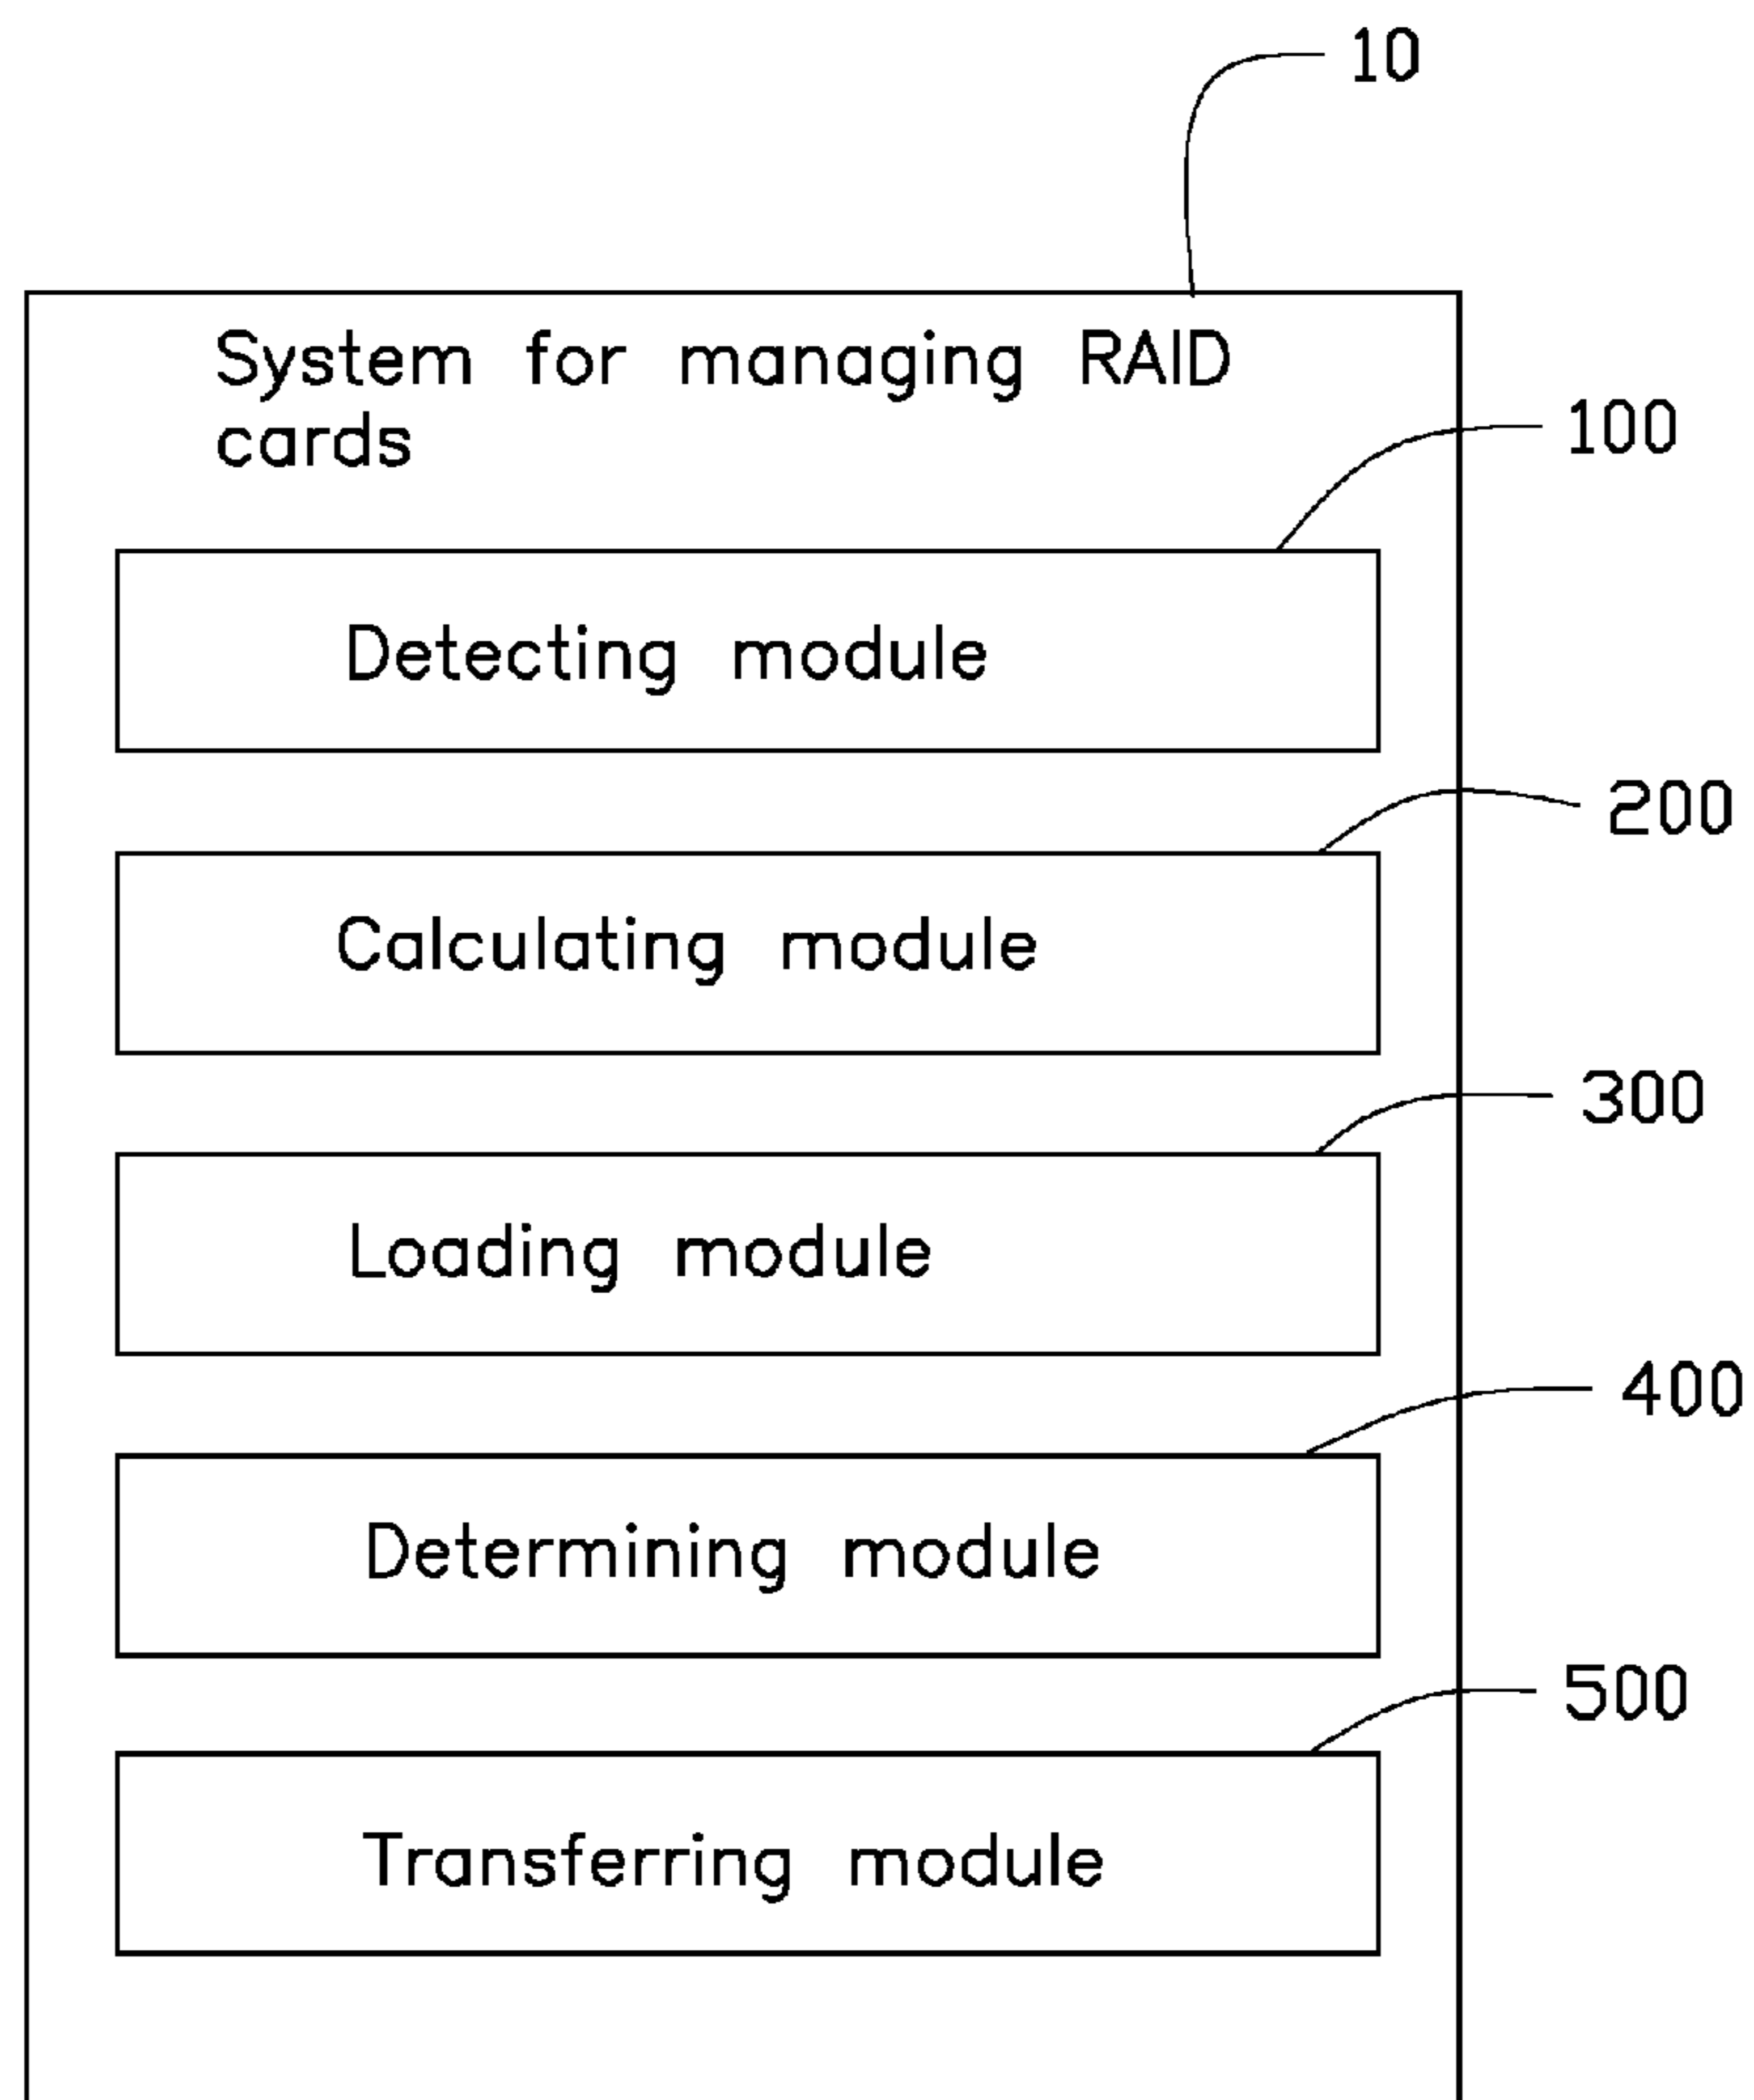 10
System for managing RAID
cards
100
Detecting module
200
Calculating module
300
Loading module
400
Determining module
500
Transferring module